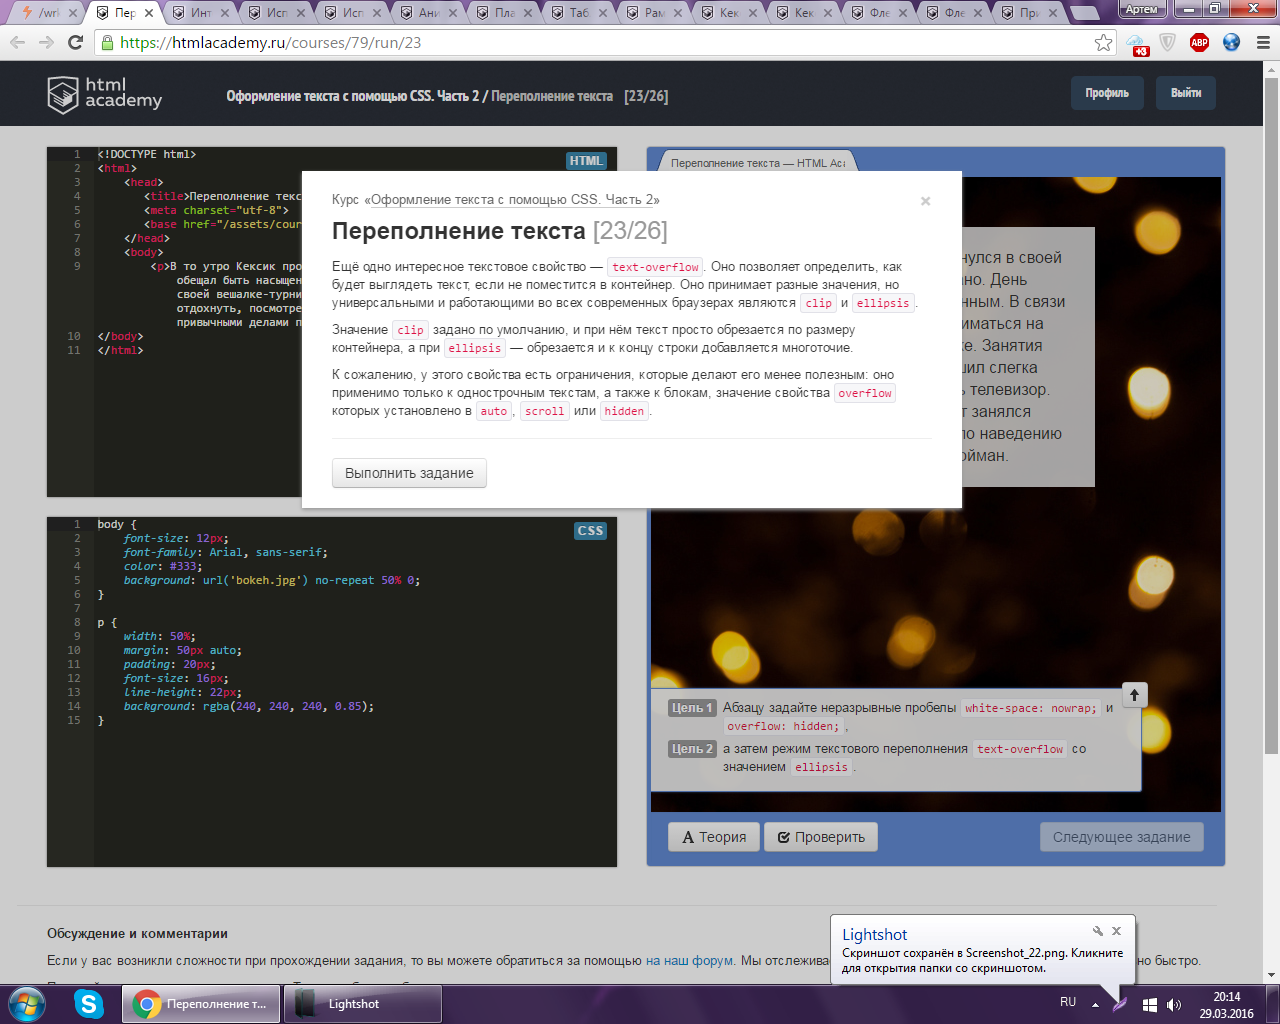 /wrk
Пер
Инт
Исп
Исп
Ани
Пла
Таб
Рам
Кек
Кек
Фле
Фле
При
Артем
https://htmlacademy.ru/courses/79/run/23
+3
ABP
html
academy
Оформление текста с помощью CSS. Часть 2 / Переполнение текста [23/26]
Профиль
Выйти
HTML
1 <!DOCTYPE html>
2 <html>
3 <head>
4 <title>Переполнение текс
5 <meta charset="utf-8">
6 <base href="/assets/cour
7 </head>
8 <body>
9 <p>В то утро Кексик про
обещал быть насыщен
своей вешалке-турни
отдохнуть, посмотре
привычными делами п
10 </body>
11 </html>
Курс «Оформление текста с помощью CSS. Часть 2»
×
Переполнение текста [23/26]
Ещё одно интересное текстовое свойство — text-overflow. Оно позволяет определить, как
будет выглядеть текст, если не поместится в контейнер. Оно принимает разные значения, но
универсальными и работающими во всех современных браузерах являются clip и ellipsis.
Значение clip задано по умолчанию, и при нём текст просто обрезается по размеру
контейнера, а при ellipsis — обрезается и к концу строки добавляется многоточие.
К сожалению, у этого свойства есть ограничения, которые делают его менее полезным: оно
применимо только к однострочным текстам, а также к блокам, значение свойства overflow
которых установлено в auto, scroll или hidden.
Выполнить задание
Переполнение текста — HTML Aca
нулся в своей
ано. День
нным. В связи
ниматься на
ке. Занятия
шил слегка
ь телевизор.
т занялся
по наведению
ойман.
CSS
1 body {
2 font-size: 12px;
3 font-family: Arial, sans-serif;
4 color: #333;
5 background: url('bokeh.jpg') no-repeat 50% 0;
6 }
7
8 p {
9 width: 50%;
10 margin: 50px auto;
11 padding: 20px;
12 font-size: 16px;
13 line-height: 22px;
14 background: rgba(240, 240, 240, 0.85);
15 }
Цель 1 Абзацу задайте неразрывные пробелы white-space: nowrap; и
overflow: hidden;,
Цель 2 а затем режим текстового переполнения text-overflow со
значением ellipsis.
Теория
Проверить
Следующее задание
Обсуждение и комментарии
Если у вас возникли сложности при прохождении задания, то вы можете обратиться за помощью на наш форум. Мы отслежива
но быстро.
Lightshot
Скриншот сохранён в Screenshot_22.png. Кликните
для открытия папки со скриншотом.
Переполнение т...
Lightshot
RU
20:14
29.03.2016